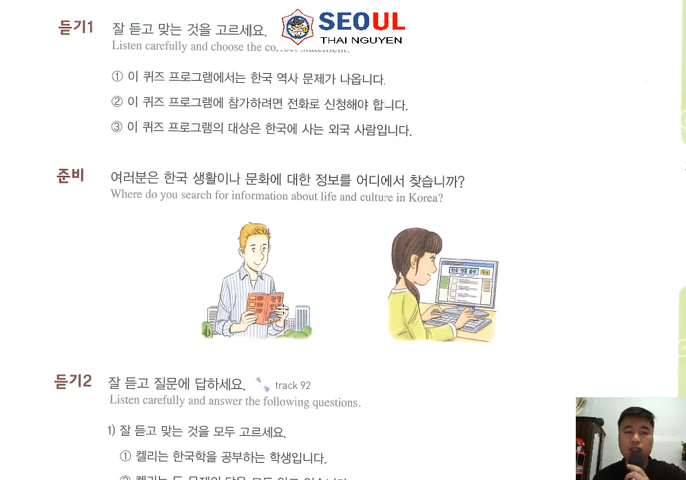 듣기1 잘 듣고 맞는 것을 고르세요.
SEOUL
THAI NGUYEN
Listen carefully and choose the correct statement.
① 이 퀴즈 프로그램에서는 한국 역사 문제가 나옵니다.
② 이 퀴즈 프로그램에 참가하려면 전화로 신청해야 합니다.
③ 이 퀴즈 프로그램의 대상은 한국에 사는 외국 사람입니다.
준비 여러분은 한국 생활이나 문화에 대한 정보를 어디에서 찾습니까?
Where do you search for information about life and culture in Korea?
듣기2 잘 듣고 질문에 답하세요. track 92
Listen carefully and answer the following questions.
1) 잘 듣고 맞는 것을 모두 고르세요.
① 켈리는 한국학을 공부하는 학생입니다.